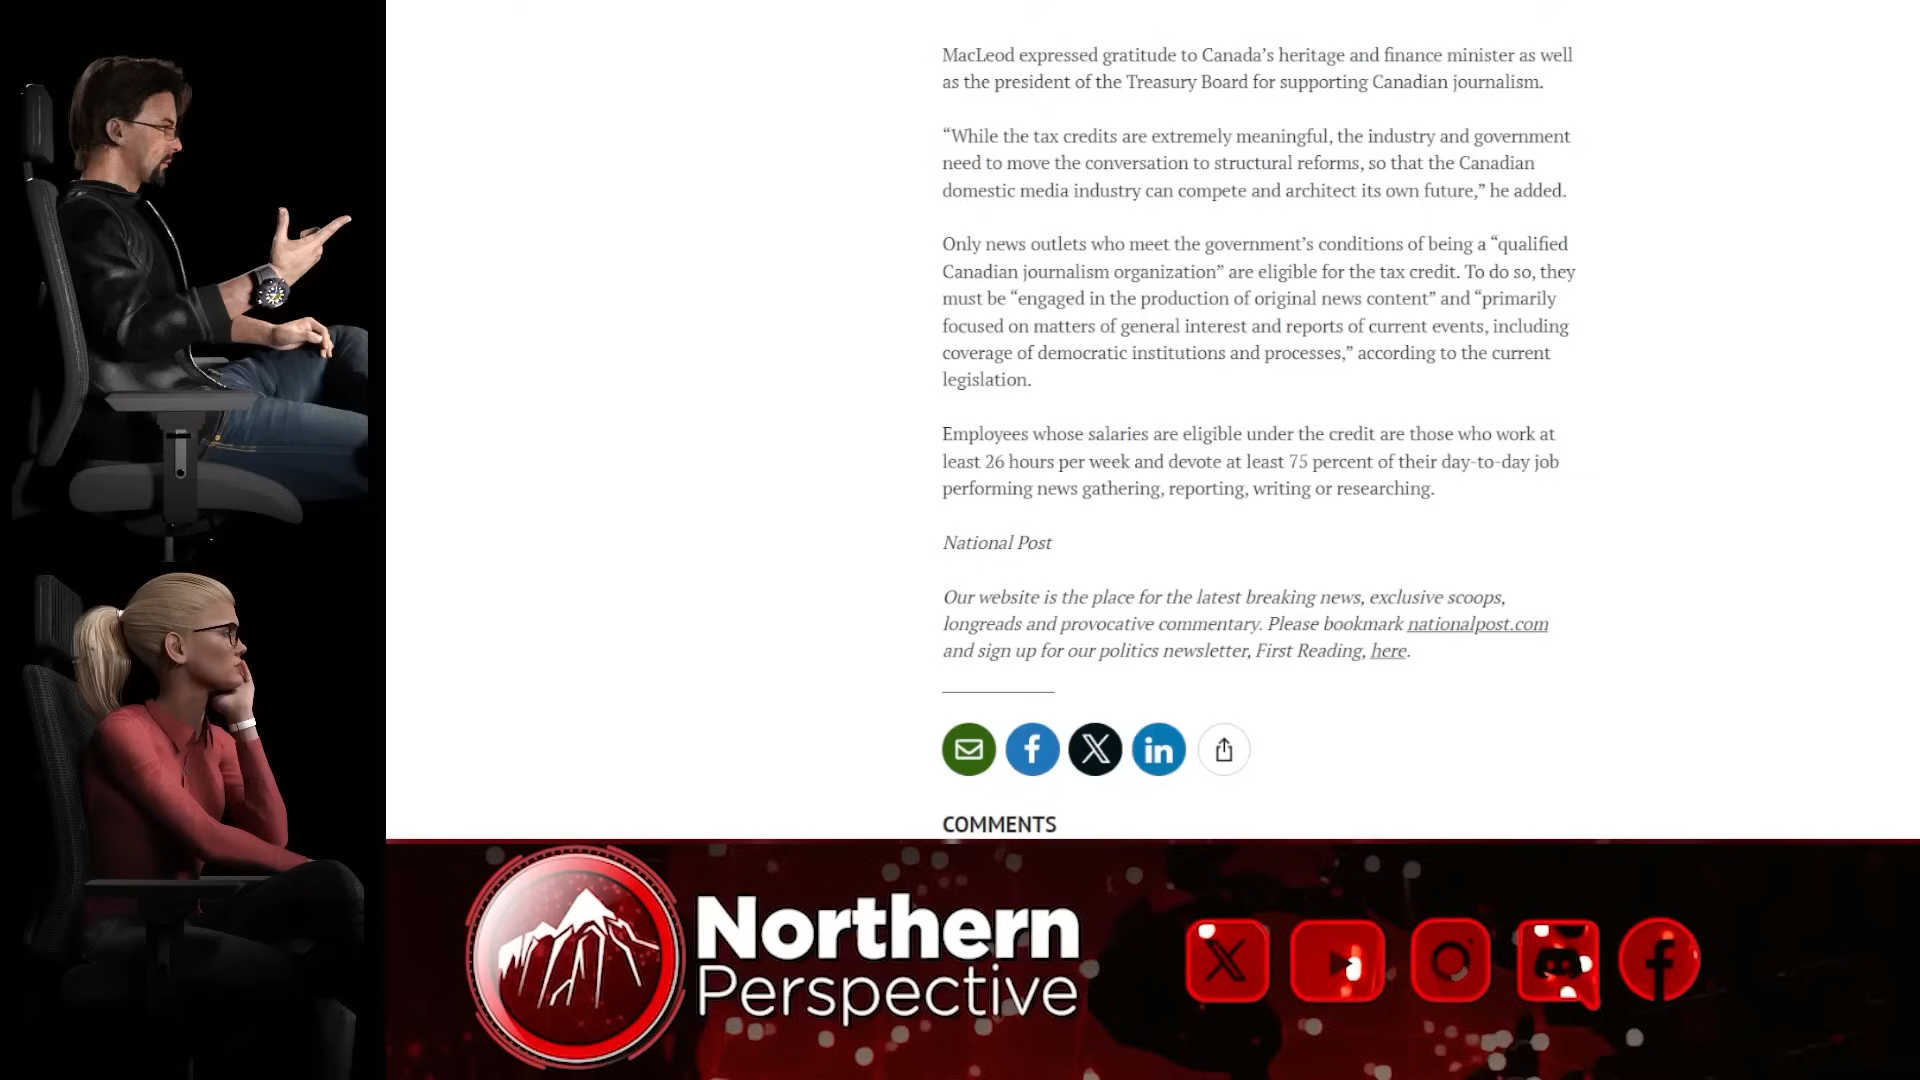 MacLeod expressed gratitude to Canada’s heritage and finance minister as well
as the president of the Treasury Board for supporting Canadian journalism.
“While the tax credits are extremely meaningful, the industry and government
need to move the conversation to structural reforms, so that the Canadian
domestic media industry can compete and architect its own future,” he added.
Only news outlets who meet the government’s conditions of being a “qualified
Canadian journalism organization” are eligible for the tax credit. To do so, they
must be “engaged in the production of original news content” and “primarily
focused on matters of general interest and reports of current events, including
coverage of democratic institutions and processes,” according to the current
legislation.
Employees whose salaries are eligible under the credit are those who work at
least 26 hours per week and devote at least 75 percent of their day-to-day job
performing news gathering, reporting, writing or researching.
National Post
Our website is the place for the latest breaking news, exclusive scoops,
longreads and provocative commentary. Please bookmark nationalpost.com
and sign up for our politics newsletter, First Reading, here.
COMMENTS
Northern
Perspective